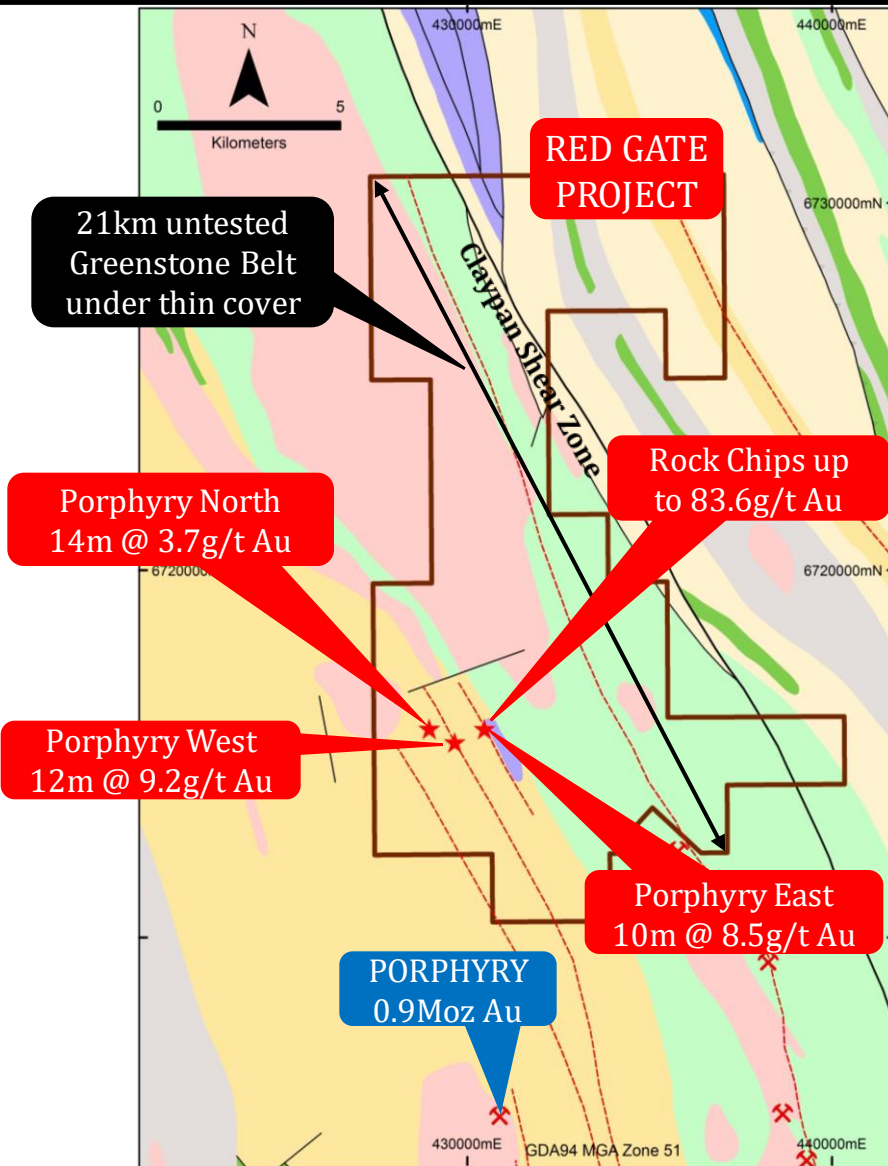 430000mE
440000mE
N
0 5
Kilometers
RED GATE
PROJECT
6730000mN
21km untested
Greenstone Belt
under thin cover
Claypan Shear Zone
Rock Chips up
to 83.6g/t Au
Porphyry North
14m @ 3.7g/t Au
6720000
6720000mN
Porphyry West
12m @ 9.2g/t Au
Porphyry East
10m @ 8.5g/t Au
PORPHYRY
0.9Moz Au
430000mE
GDA94 MGA Zone 51
440000mE